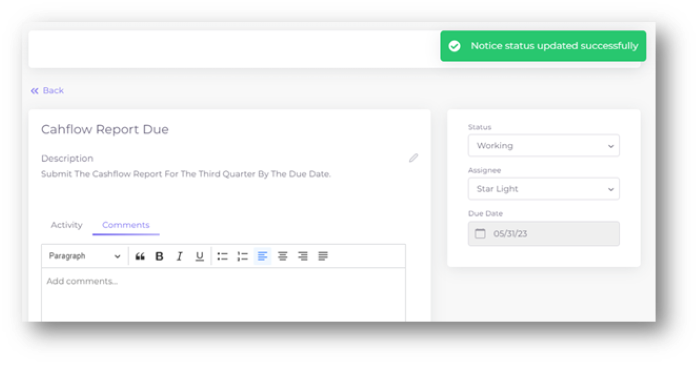 Notice status updated successfully
Back
Cahflow Report Due
Description
Submit The Cashflow Report For The Third Quarter By The Due Date.
Activity Comments
Paragraph B I U
Add comments...
Status
Working
Assignee
Star Light
Due Date
05/31/23